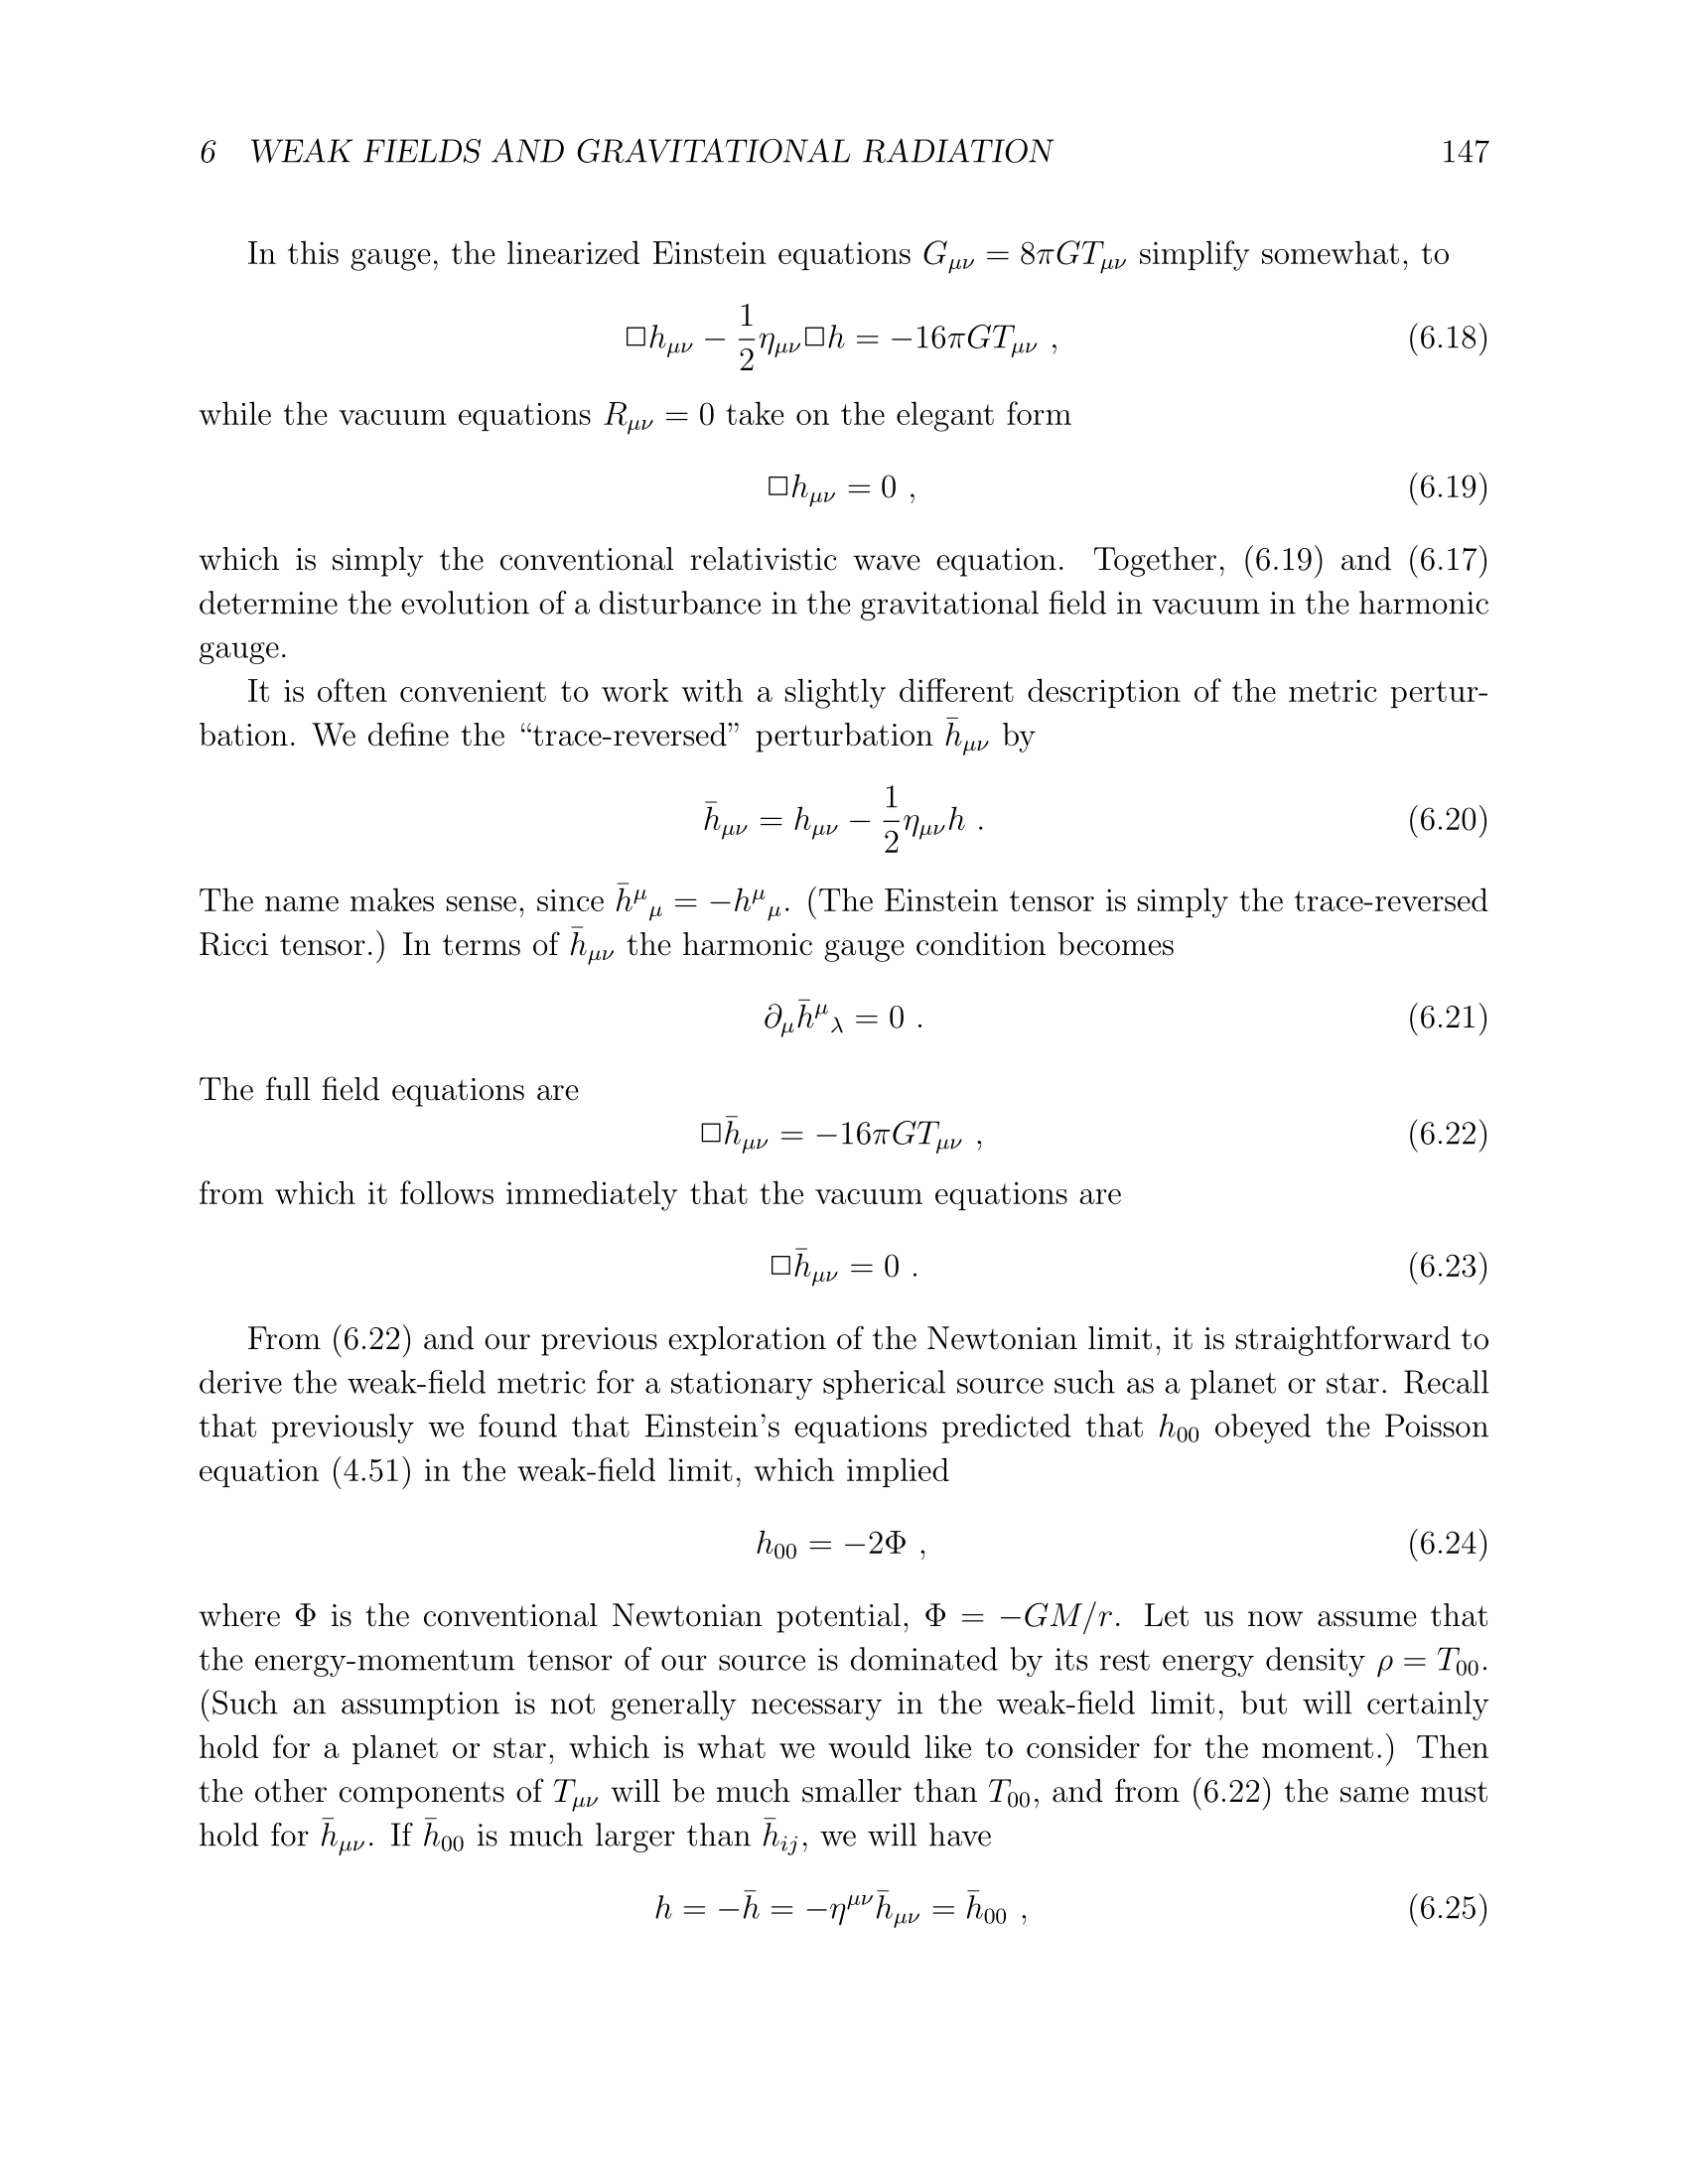 6 WEAK FIELDS AND GRAVITATIONAL RADIATION 147
In this gauge, the linearized Einstein equations $G_{\mu\nu} = 8\pi G T_{\mu\nu}$ simplify somewhat, to
$\Box h_{\mu\nu} - \frac{1}{2}\eta_{\mu\nu}\Box h = -16\pi G T_{\mu\nu}$ , (6.18)
while the vacuum equations $R_{\mu\nu} = 0$ take on the elegant form
$\Box h_{\mu\nu} = 0$ , (6.19)
which is simply the conventional relativistic wave equation. Together, (6.19) and (6.17)
determine the evolution of a disturbance in the gravitational field in vacuum in the harmonic
gauge.
It is often convenient to work with a slightly different description of the metric pertur-
bation. We define the “trace-reversed” perturbation $\bar{h}_{\mu\nu}$ by
$\bar{h}_{\mu\nu} = h_{\mu\nu} - \frac{1}{2}\eta_{\mu\nu}h$ . (6.20)
The name makes sense, since $\bar{h}^{\mu}{}_{\mu} = -h^{\mu}{}_{\mu}$. (The Einstein tensor is simply the trace-reversed
Ricci tensor.) In terms of $\bar{h}_{\mu\nu}$ the harmonic gauge condition becomes
$\partial_{\mu}\bar{h}^{\mu}{}_{\lambda} = 0$ . (6.21)
The full field equations are
$\Box \bar{h}_{\mu\nu} = -16\pi G T_{\mu\nu}$ , (6.22)
from which it follows immediately that the vacuum equations are
$\Box \bar{h}_{\mu\nu} = 0$ . (6.23)
From (6.22) and our previous exploration of the Newtonian limit, it is straightforward to
derive the weak-field metric for a stationary spherical source such as a planet or star. Recall
that previously we found that Einstein’s equations predicted that $h_{00}$ obeyed the Poisson
equation (4.51) in the weak-field limit, which implied
$h_{00} = -2\Phi$ , (6.24)
where $\Phi$ is the conventional Newtonian potential, $\Phi = -GM/r$. Let us now assume that
the energy-momentum tensor of our source is dominated by its rest energy density $\rho = T_{00}$.
(Such an assumption is not generally necessary in the weak-field limit, but will certainly
hold for a planet or star, which is what we would like to consider for the moment.) Then
the other components of $T_{\mu\nu}$ will be much smaller than $T_{00}$, and from (6.22) the same must
hold for $\bar{h}_{\mu\nu}$. If $\bar{h}_{00}$ is much larger than $\bar{h}_{ij}$, we will have
$h = -\bar{h} = -\eta^{\mu\nu}\bar{h}_{\mu\nu} = \bar{h}_{00}$ , (6.25)